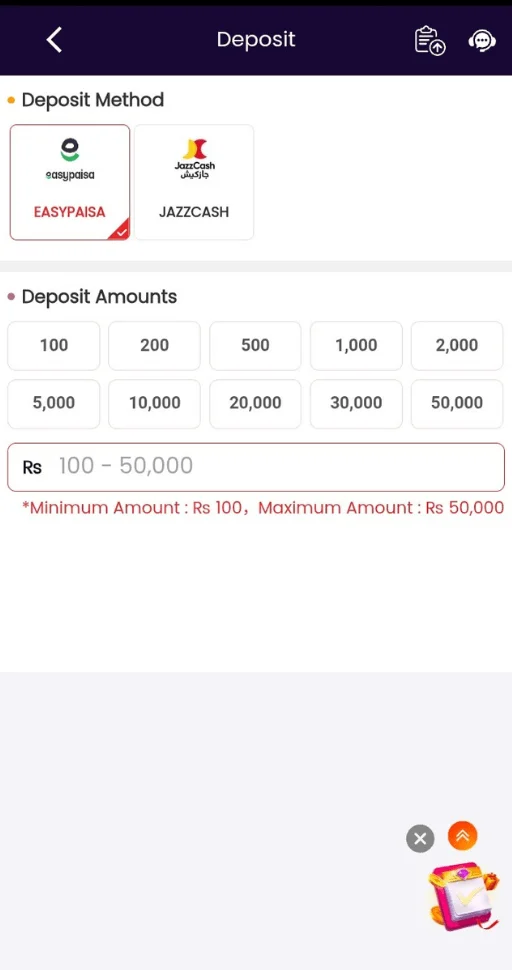 Deposit
Deposit Method
easypaisa
JazzCash
جازكيش
EASYPAISA
JAZZCASH
Deposit Amounts
100 200 500 1,000 2,000
5,000 10,000 20,000 30,000 50,000
Rs 100 - 50,000
*Minimum Amount : Rs 100，Maximum Amount : Rs 50,000